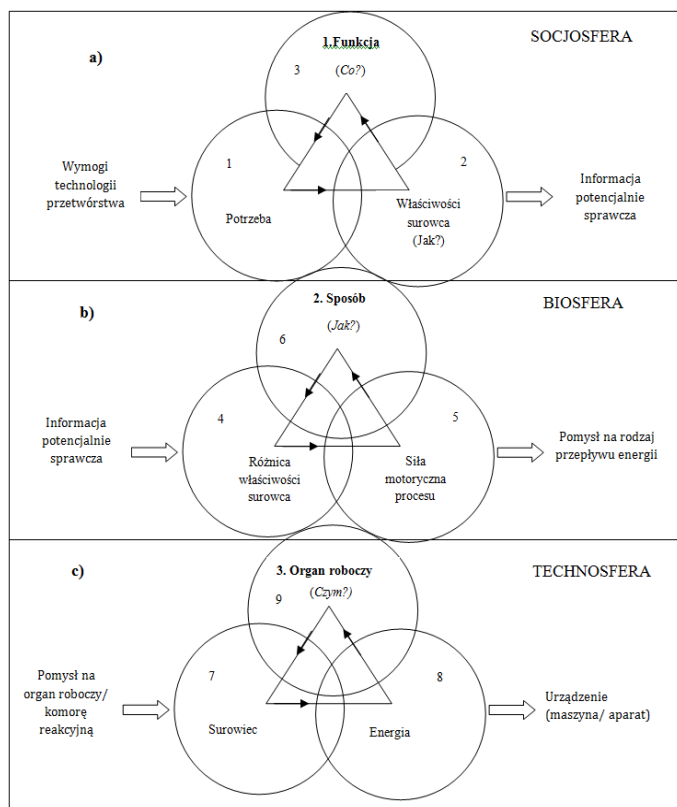 SOCJOSFERA
a)
1.Funkcja
3
(Co?)
1
2
Wymogi
technologii
przetwórstwa
Potrzeba
Właściwości
surowca
(Jak?)
Informacja
potencjalnie
sprawcza
BIOSFERA
b)
2. Sposób
(Jak?)
6
4
5
Informacja
potencjalnie
sprawcza
Różnica
właściwości
surowca
Siła
motoryczna
procesu
Pomysł na rodzaj
przepływu energii
TECHNOSFERA
c)
3. Organ roboczy
(Czym?)
9
7
8
Pomysł na
organ roboczy/
komorę
reakcyjną
Surowiec
Energia
Urządzenie
(maszyna/ aparat)